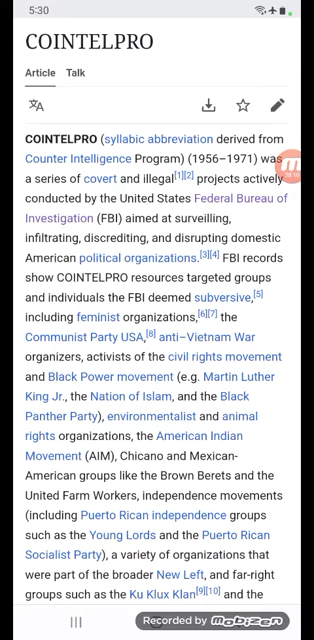 5:30
COINTELPRO
Article Talk
COINTELPRO (syllabic abbreviation derived from
Counter Intelligence Program) (1956–1971) was
a series of covert and illegal[1][2] projects actively
conducted by the United States Federal Bureau of
Investigation (FBI) aimed at surveilling,
infiltrating, discrediting, and disrupting domestic
American political organizations.[3][4] FBI records
show COINTELPRO resources targeted groups
and individuals the FBI deemed subversive,[5]
including feminist organizations,[6][7] the
Communist Party USA,[8] anti–Vietnam War
organizers, activists of the civil rights movement
and Black Power movement (e.g. Martin Luther
King Jr., the Nation of Islam, and the Black
Panther Party), environmentalist and animal
rights organizations, the American Indian
Movement (AIM), Chicano and Mexican-
American groups like the Brown Berets and the
United Farm Workers, independence movements
(including Puerto Rican independence groups
such as the Young Lords and the Puerto Rican
Socialist Party), a variety of organizations that
were part of the broader New Left, and far-right
groups such as the Ku Klux Klan[9][10] and the
Recorded by Mobizen